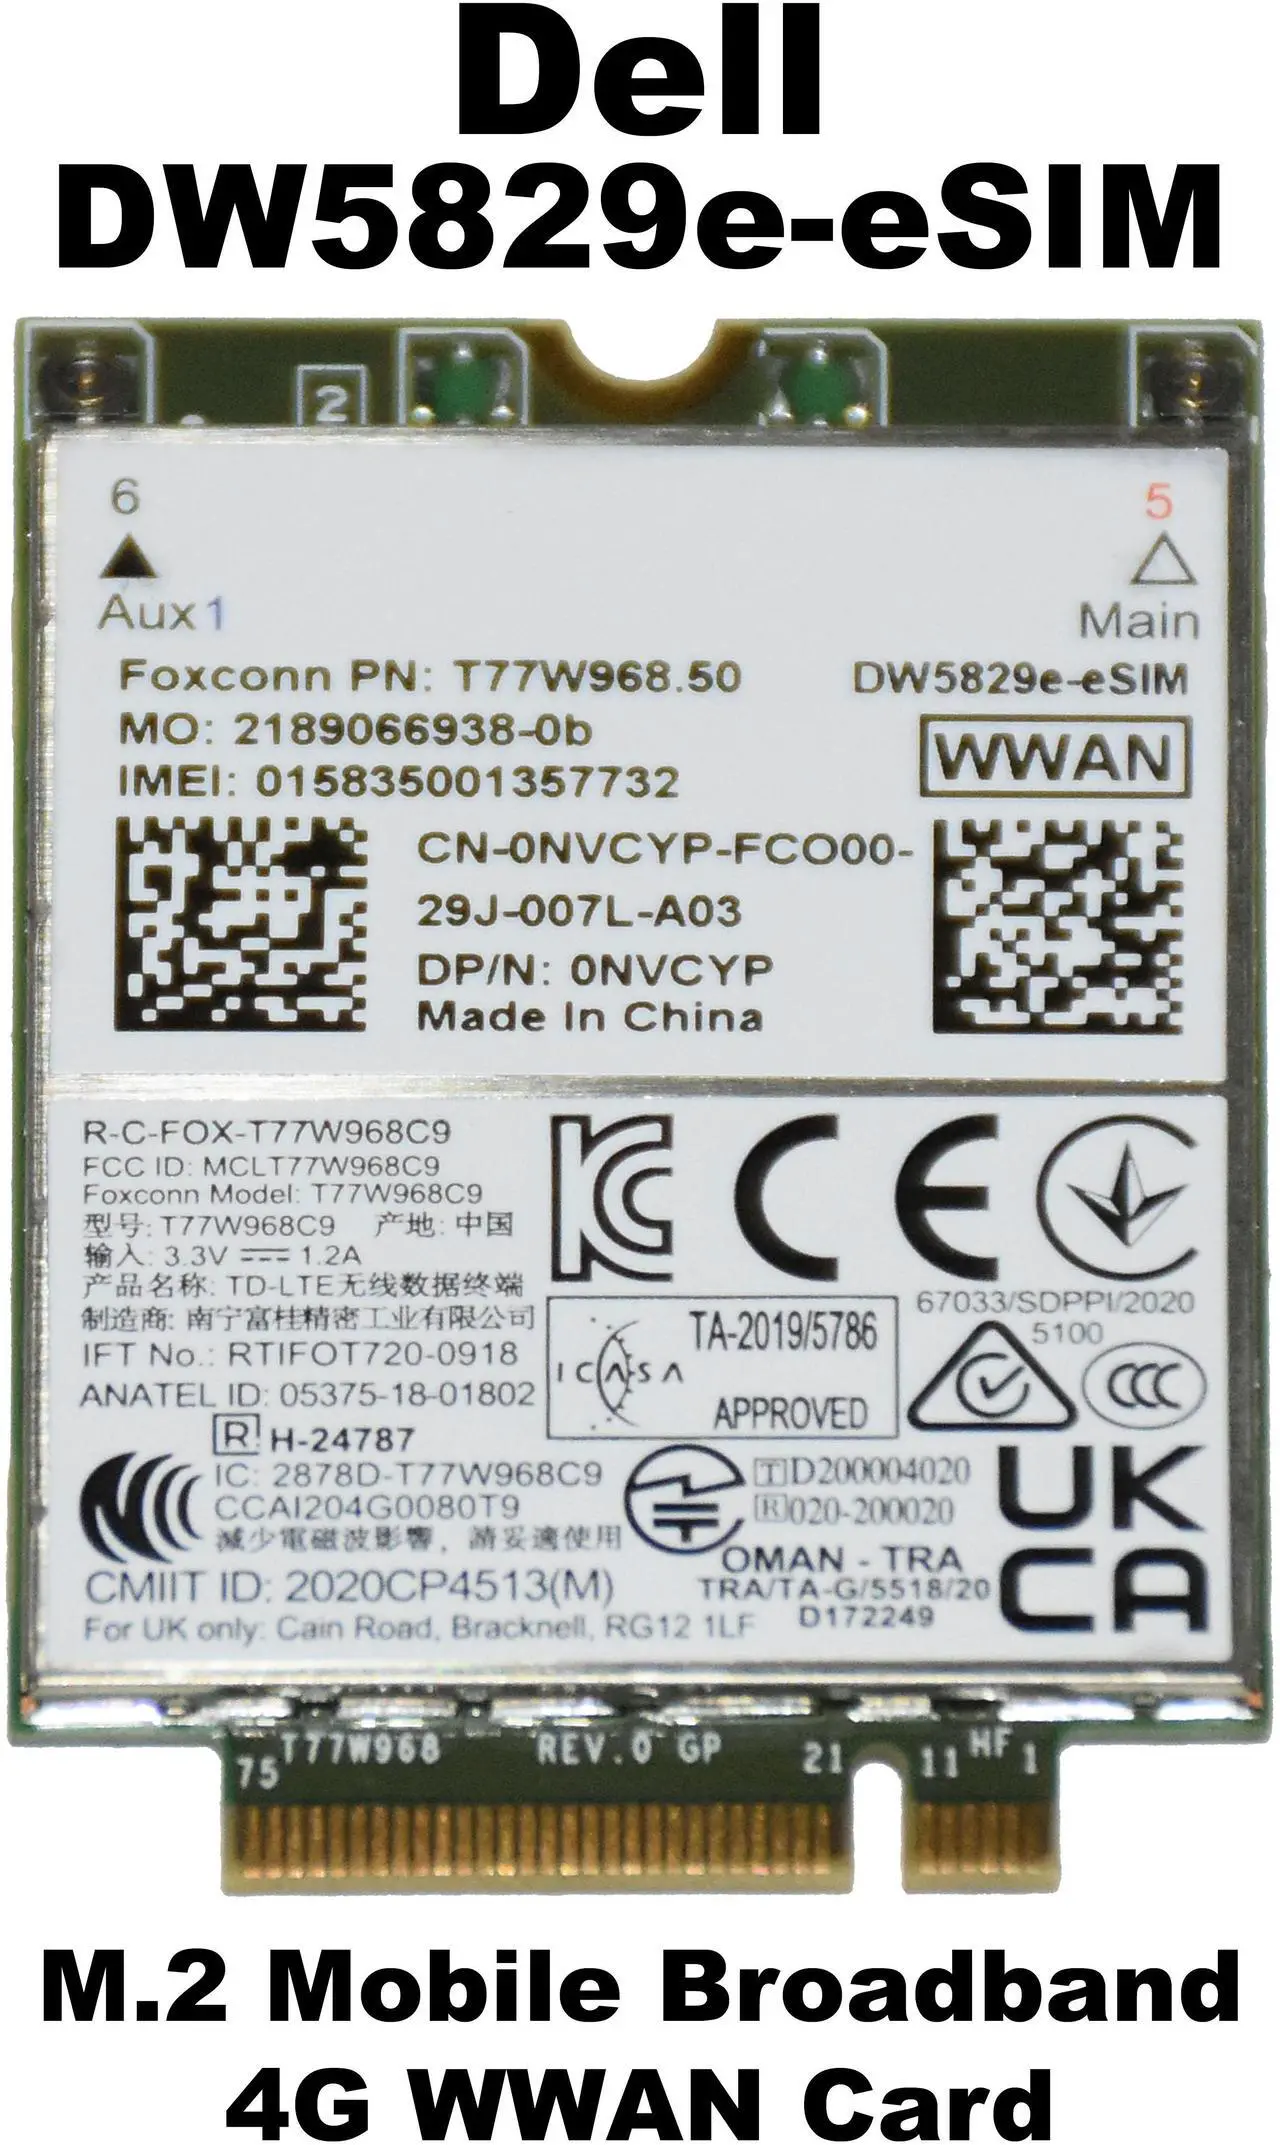 Dell
DW5829e-eSIM
2
6
5
Aux1
Main
Foxconn PN: T77W968.50
DW5829e-eSIM
MO: 2189066938-0b
WWAN
IMEI: 015835001357732
CN-0NVCYP-FCO00-
29J-007L-A03
DP/N: 0NVCYP
Made In China
R-C-FOX-T77W968C9
FCC ID: MCLT77W968C9
Foxconn Model: T77W968C9
型号: T77W968C9 产地: 中国
输入: 3.3V ⎓ 1.2A
产品名称: TD-LTE无线数据终端
制造商: 南宁富桂精密工业有限公司
IFT No.: RTIFOT720-0918
ANATEL ID: 05375-18-01802
R H-24787
IC: 2878D-T77W968C9
CCAI204G0080T9
減少電磁波影響，請妥適使用
CMIIT ID: 2020CP4513(M)
For UK only: Cain Road, Bracknell, RG12 1LF
KC
CE
67033/SDPPI/2020
5100
ICASA
TA-2019/5786
APPROVED
CCC
T D200004020
R 020-200020
OMAN - TRA
TRA/TA-G/5518/20
D172249
UK
CA
75 T77W968 REV.0 GP 21 11 HF 1
M.2 Mobile Broadband
4G WWAN Card